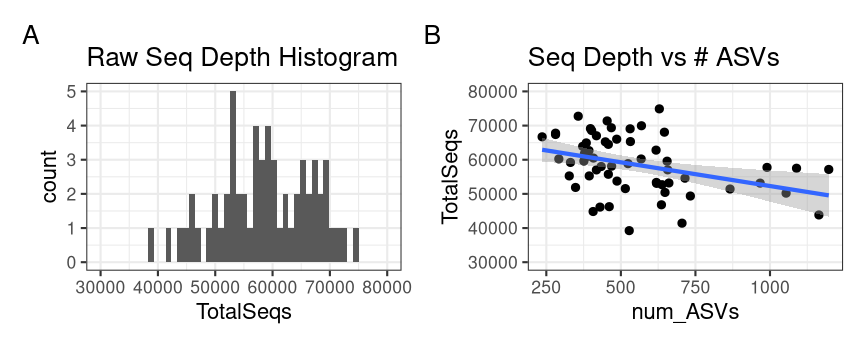 A
Raw Seq Depth Histogram
count
5
4
3
2
1
0
30000 40000 50000 60000 70000 80000
TotalSeqs
B
Seq Depth vs # ASVs
TotalSeqs
80000
70000
60000
50000
40000
30000
250 500 750 1000
num_ASVs